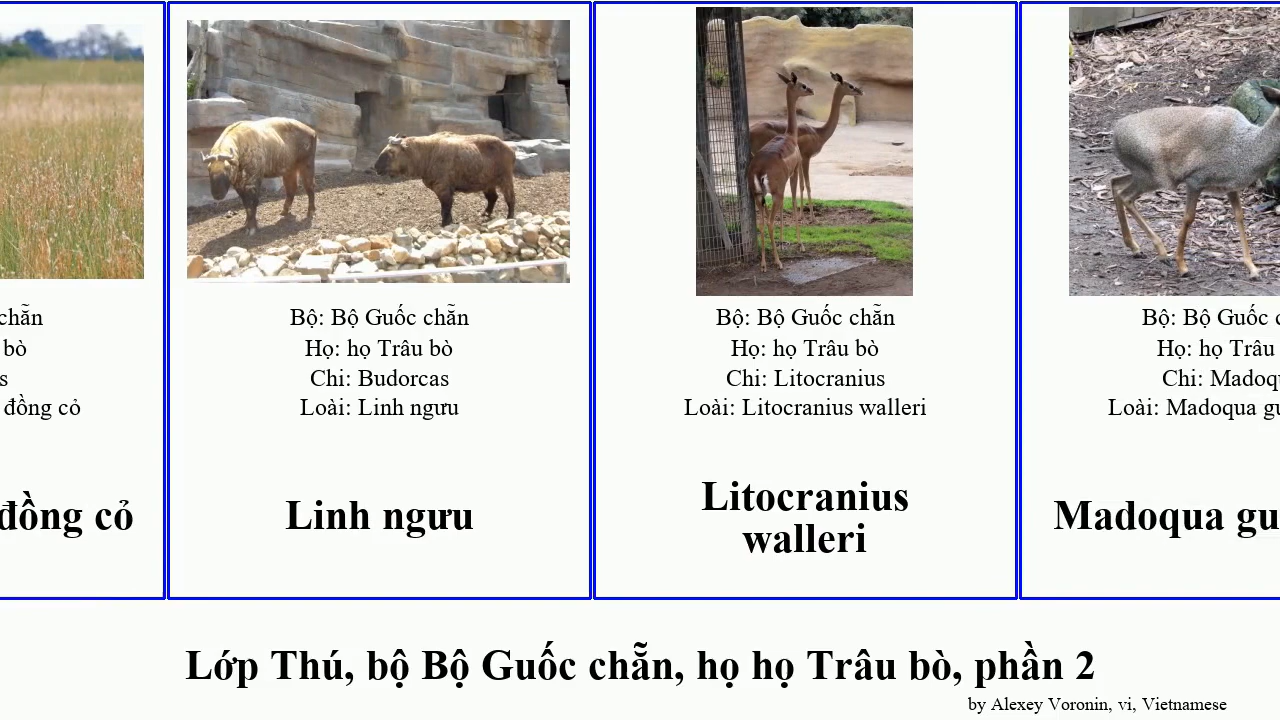 chẵn
bò
s
đồng cỏ
đồng cỏ
Bộ: Bộ Guốc chẵn
Họ: họ Trâu bò
Chi: Budorcas
Loài: Linh ngưu
Linh ngưu
Bộ: Bộ Guốc chẵn
Họ: họ Trâu bò
Chi: Litocranius
Loài: Litocranius walleri
Litocranius
walleri
Bộ: Bộ Guốc c
Họ: họ Trâu
Chi: Madoqu
Loài: Madoqua gu
Madoqua gu
Lớp Thú, bộ Bộ Guốc chẵn, họ họ Trâu bò, phần 2
by Alexey Voronin, vi, Vietnamese